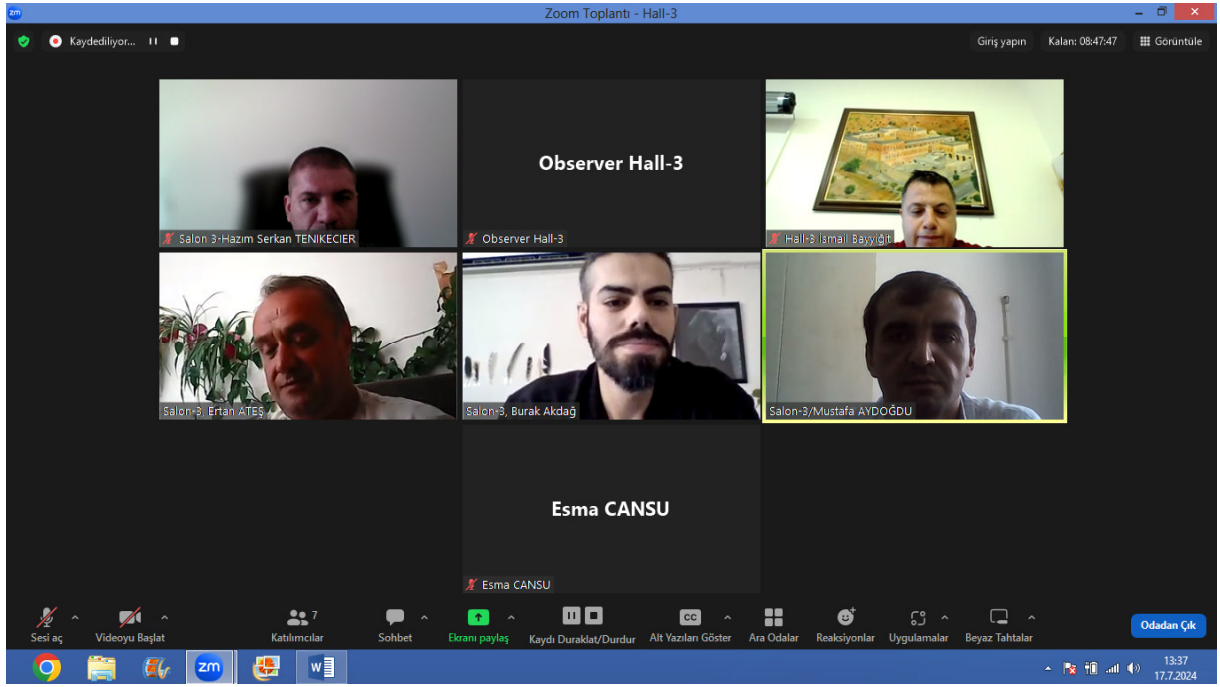 zm
Zoom Toplantı - Hall-3
Kaydediliyor...
Giriş yapın
Kalan: 08:47:47
Görüntüle
Salon 3-Hazım Serkan TENIKECIER
Observer Hall-3
Observer Hall-3
Hall-3 İsmail Bayyiğit
Salon-3, Ertan ATEŞ
Salon-3, Burak Akdağ
Salon-3/Mustafa AYDOĞDU
Esma CANSU
Esma CANSU
Sesi aç
Videoyu Başlat
7
Katılımcılar
Sohbet
Ekranı paylaş
Kaydı Duraklat/Durdur
CC
Alt Yazıları Göster
Ara Odalar
Reaksiyonlar
Uygulamalar
Beyaz Tahtalar
Odadan Çık
zm
W
13:37
17.7.2024